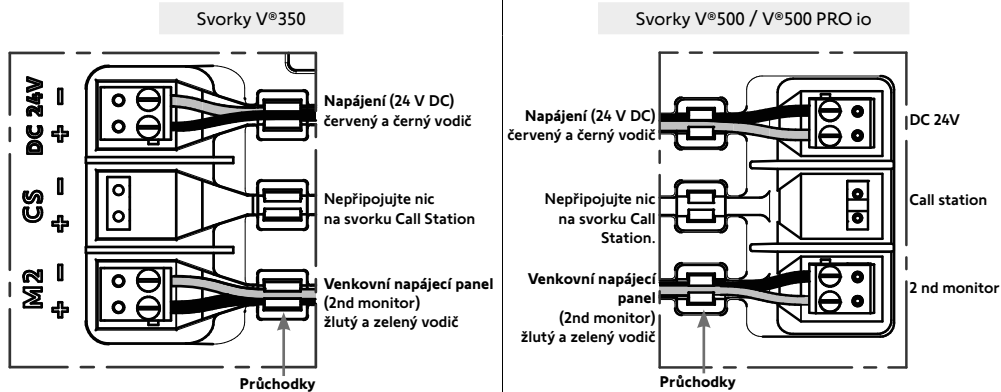 Svorky V®350
DC 24V
–
+
Napájení (24 V DC)
červený a černý vodič
CS
–
+
Nepřipojujte nic
na svorku Call Station
M2
–
+
Venkovní napájecí panel
(2nd monitor)
žlutý a zelený vodič
Průchodky
Svorky V®500 / V®500 PRO io
Napájení (24 V DC)
červený a černý vodič
DC 24V
Nepřipojujte nic
na svorku Call
Station.
Call station
Venkovní napájecí
panel
(2nd monitor)
žlutý a zelený vodič
2 nd monitor
Průchodky